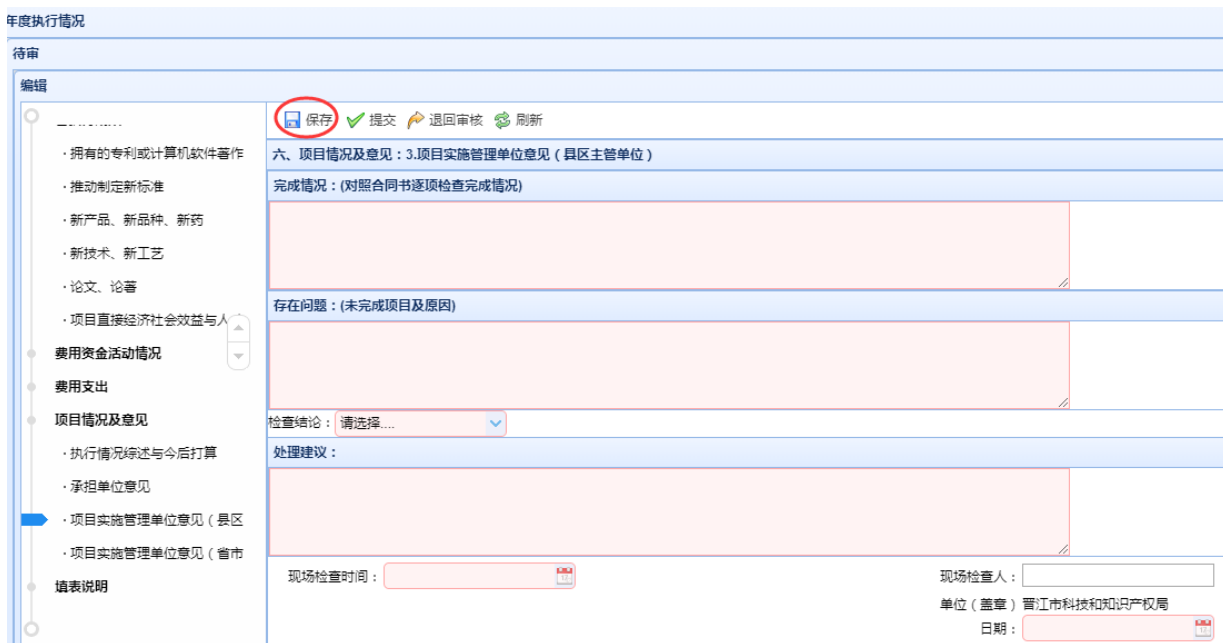 年度执行情况
待审
编辑
保存 提交 退回审核 刷新
·拥有的专利或计算机软件著作
·推动制定新标准
·新产品、新品种、新药
·新技术、新工艺
·论文、论著
·项目直接经济社会效益与人
费用资金活动情况
费用支出
项目情况及意见
·执行情况综述与今后打算
·承担单位意见
·项目实施管理单位意见（县区
·项目实施管理单位意见（省市
填表说明
六、项目情况及意见：3.项目实施管理单位意见（县区主管单位）
完成情况：(对照合同书逐项检查完成情况)
存在问题：(未完成项目及原因)
检查结论： 请选择....
处理建议：
现场检查时间： 现场检查人：
单位（盖章）晋江市科技和知识产权局
日期：